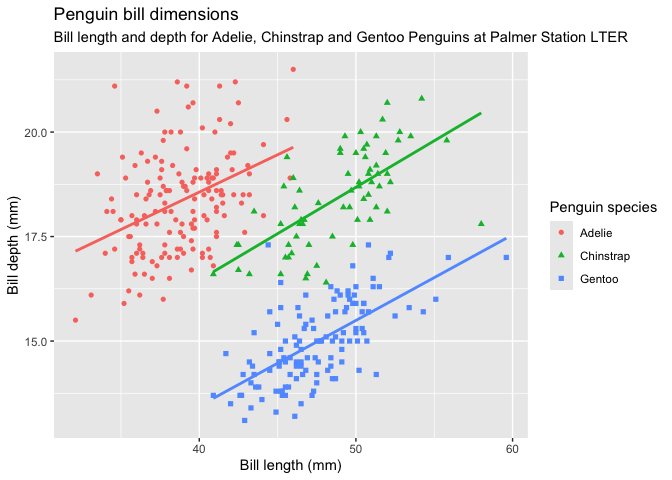 Penguin bill dimensions
Bill length and depth for Adelie, Chinstrap and Gentoo Penguins at Palmer Station LTER
Bill depth (mm)
20.0
17.5
15.0
40
50
60
Bill length (mm)
Penguin species
Adelie
Chinstrap
Gentoo